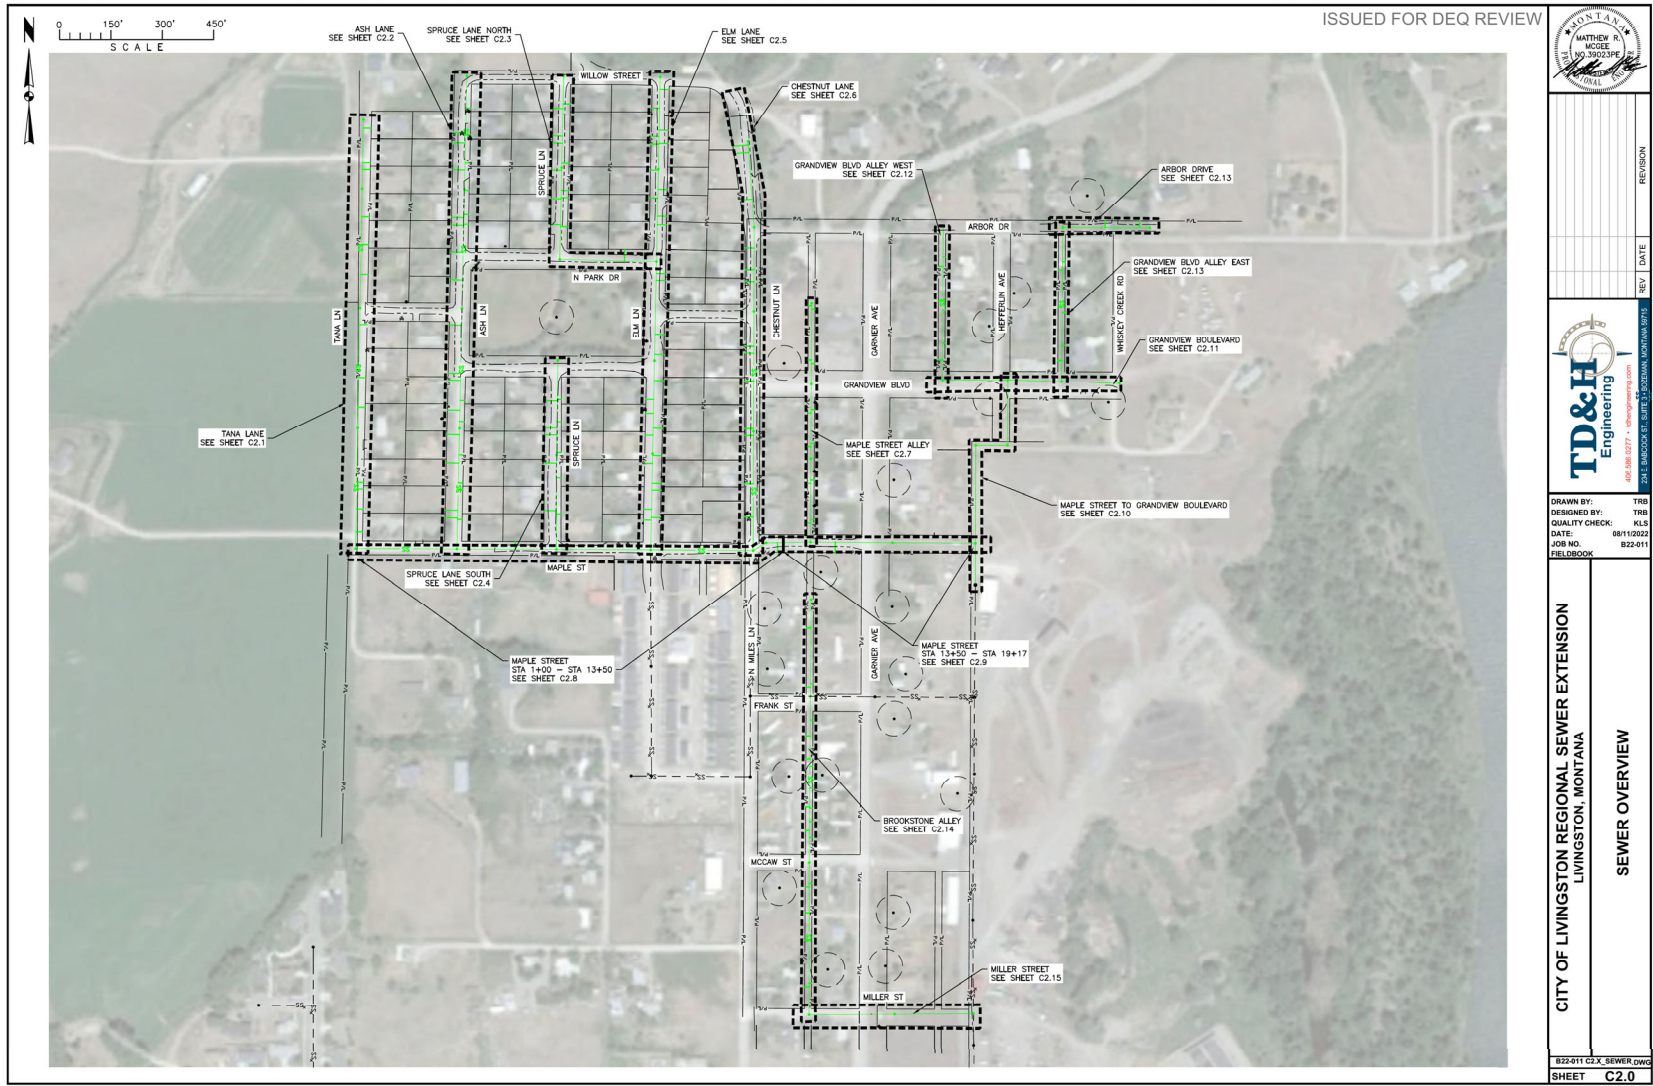 ISSUED FOR DEQ REVIEW
N
0 150' 300' 450'
SCALE
ASH LANE
SEE SHEET C2.2
SPRUCE LANE NORTH
SEE SHEET C2.3
ELM LANE
SEE SHEET C2.5
WILLOW STREET
CHESTNUT LANE
SEE SHEET C2.6
GRANDVIEW BLVD ALLEY WEST
SEE SHEET C2.12
ARBOR DRIVE
SEE SHEET C2.13
SPRUCE LN
ARBOR DR
N PARK DR
GRANDVIEW BLVD ALLEY EAST
SEE SHEET C2.13
TANA LN
ASH LN
ELM LN
CHESTNUT LN
GARNIER AVE
HEFFERLIN AVE
WHISKEY CREEK RD
GRANDVIEW BOULEVARD
SEE SHEET C2.11
GRANDVIEW BLVD
TANA LANE
SEE SHEET C2.1
SPRUCE LN
MAPLE STREET ALLEY
SEE SHEET C2.7
MAPLE STREET TO GRANDVIEW BOULEVARD
SEE SHEET C2.10
SPRUCE LANE SOUTH
SEE SHEET C2.4
MAPLE ST
MAPLE STREET
STA 1+00 - STA 13+50
SEE SHEET C2.8
N MILES LN
GARNIER AVE
MAPLE STREET
STA 13+50 - STA 19+17
SEE SHEET C2.9
FRANK ST
BROOKSTONE ALLEY
SEE SHEET C2.14
MCCAW ST
MILLER STREET
SEE SHEET C2.15
MILLER ST
MONTANA
MATTHEW R.
MCGEE
NO.39023PE
PROFESSIONAL ENGINEER
REV DATE REVISION
TD&H
Engineering
406.586.0277 • tdhengineering.com
234 E. BABCOCK ST., SUITE 3 • BOZEMAN, MONTANA 59715
DRAWN BY: TRB
DESIGNED BY: TRB
QUALITY CHECK: KLS
DATE: 08/11/2022
JOB NO. B22-011
FIELDBOOK
CITY OF LIVINGSTON REGIONAL SEWER EXTENSION
LIVINGSTON, MONTANA
SEWER OVERVIEW
B22-011 C2.X_SEWER.DWG
SHEET C2.0